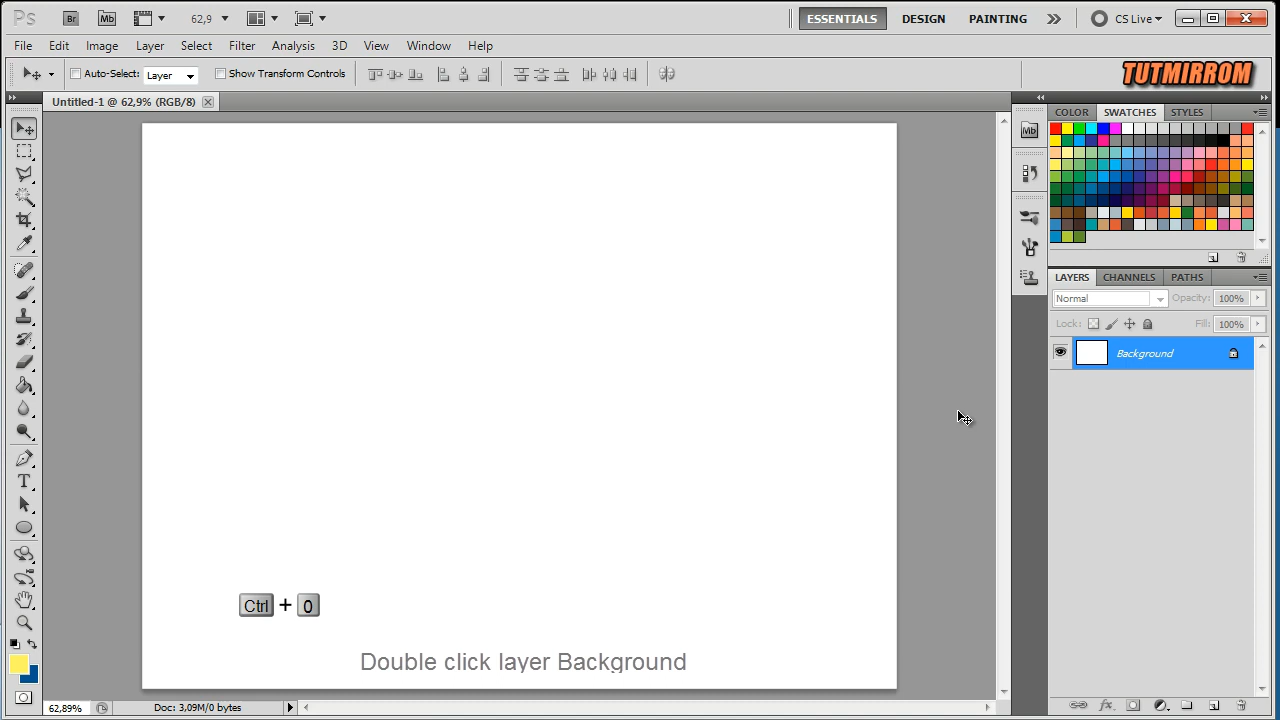 Ps Br Mb 62,9 ESSENTIALS DESIGN PAINTING CS Live
File Edit Image Layer Select Filter Analysis 3D View Window Help
Auto-Select: Layer Show Transform Controls TUTMIRROM
Untitled-1 @ 62,9% (RGB/8)
COLOR SWATCHES STYLES
Mb
LAYERS CHANNELS PATHS
Normal Opacity: 100%
Lock: Fill: 100%
Background
T
Ctrl + 0
Double click layer Background
fx
62,89% Doc: 3,09M/0 bytes